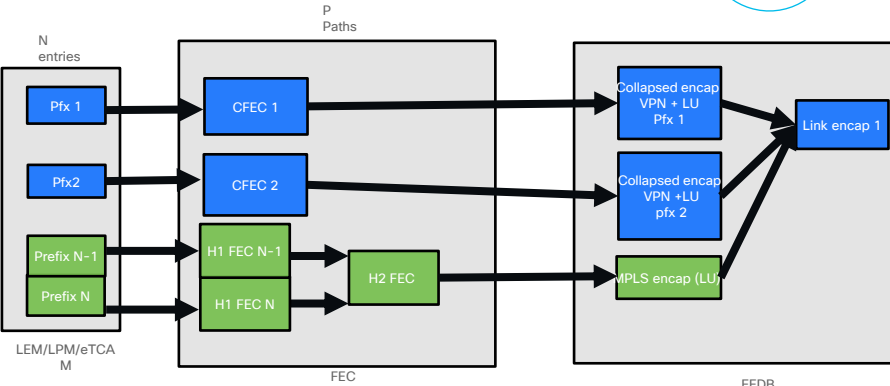 P
Paths
N
entries
Pfx 1
CFEC 1
Collapsed encap
VPN + LU
Pfx 1
Link encap 1
Pfx2
CFEC 2
Collapsed encap
VPN +LU
pfx 2
Prefix N-1
H1 FEC N-1
H2 FEC
MPLS encap (LU)
Prefix N
H1 FEC N
LEM/LPM/eTCA
M
FEC
EEDB